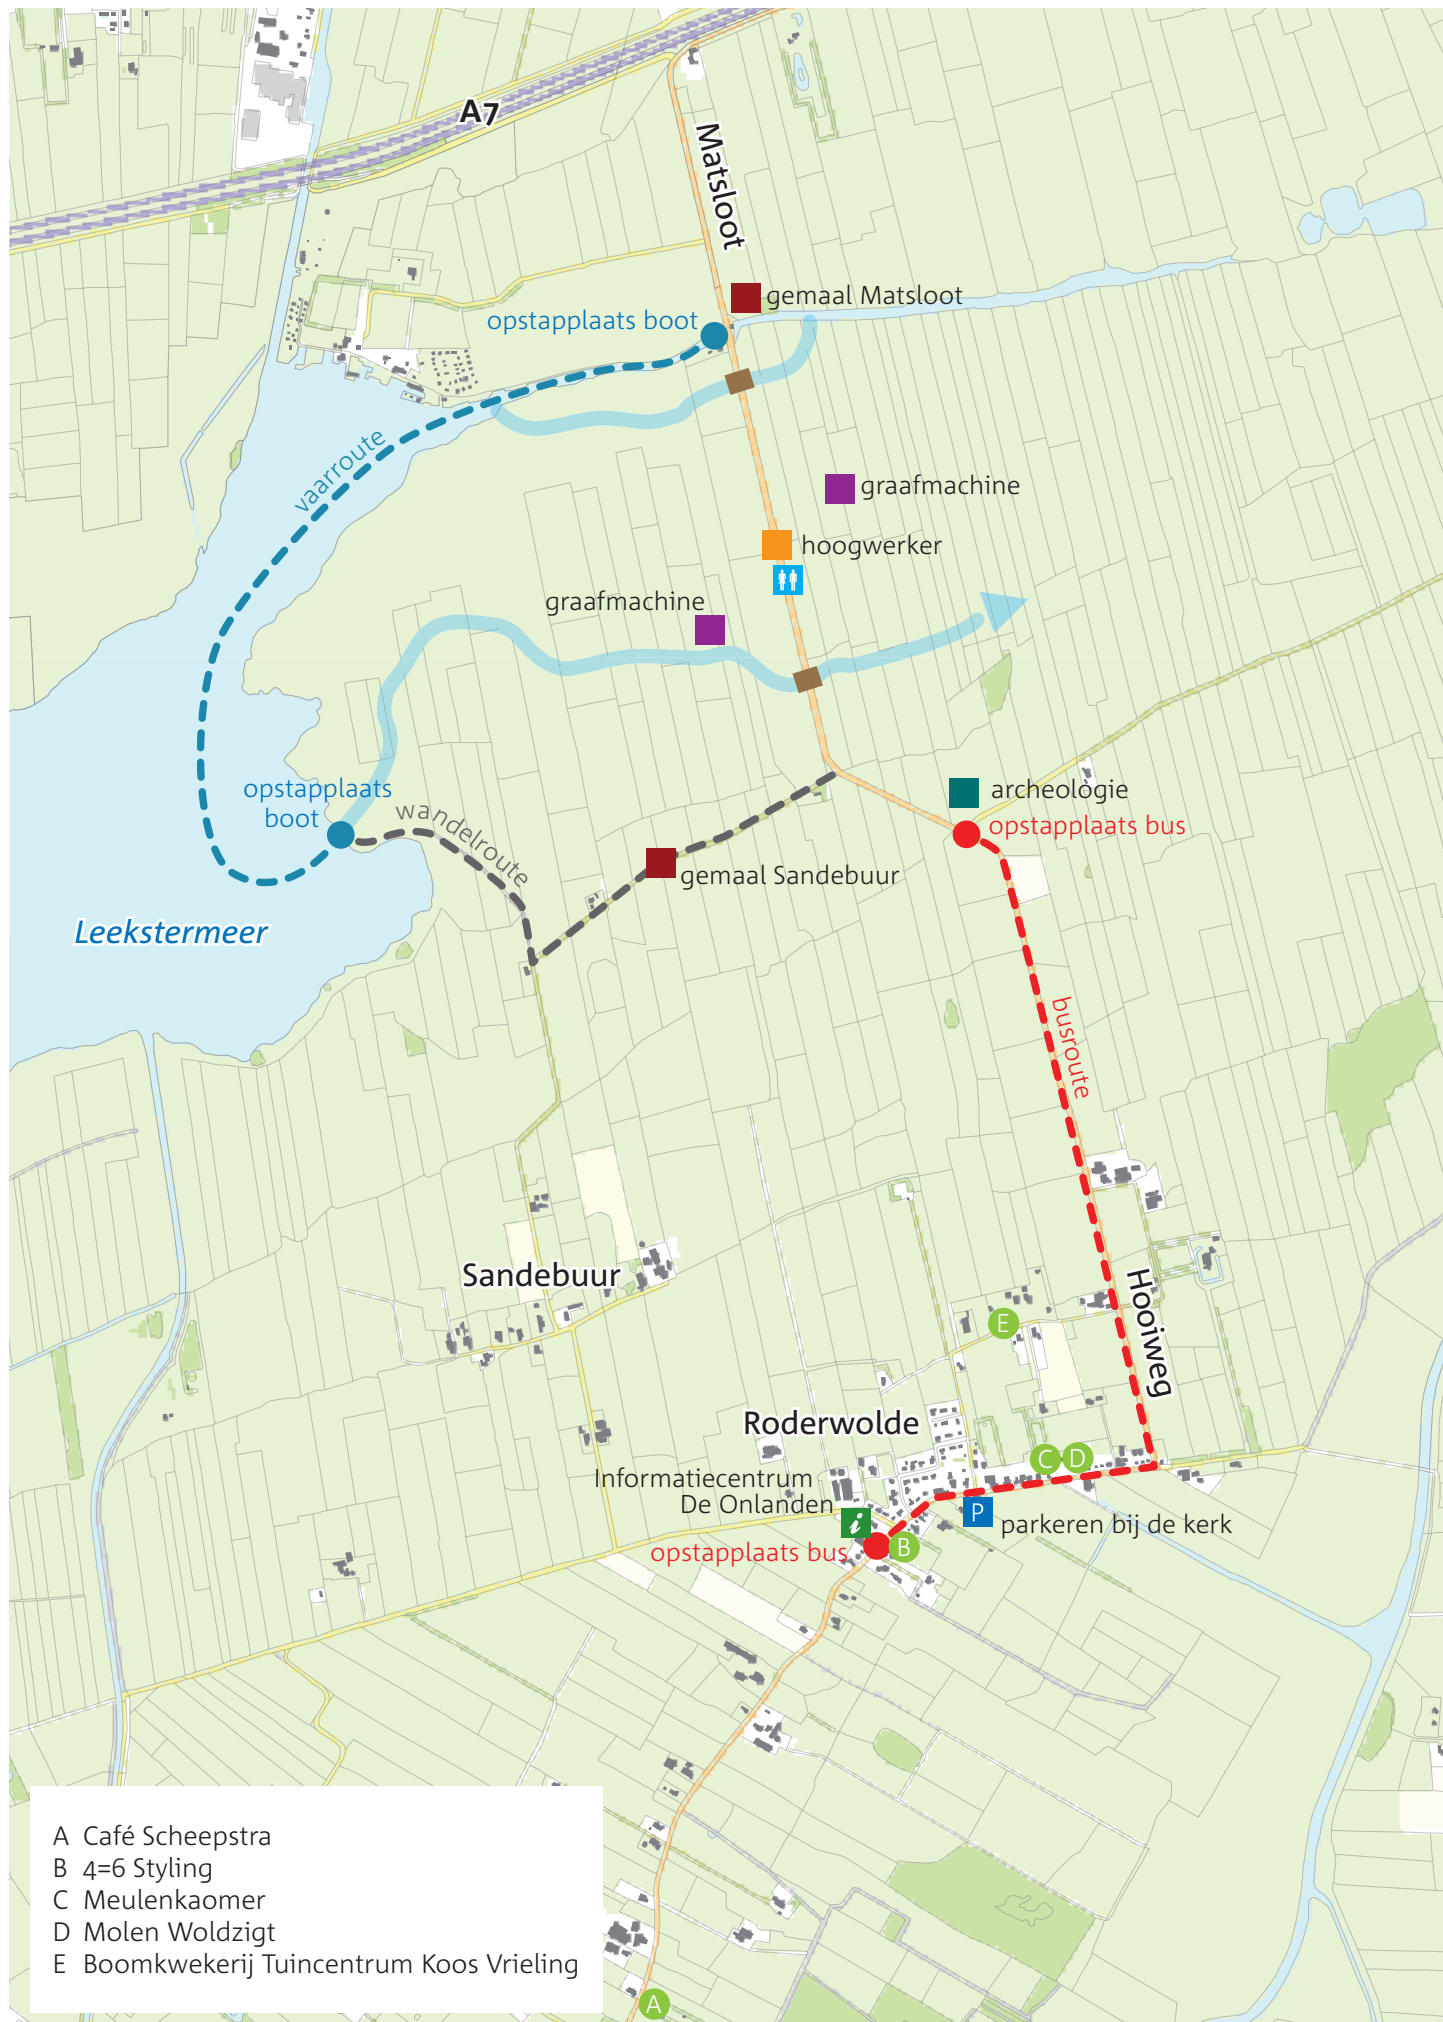 A7
Matsloot
gemaal Matsloot
opstapplaats boot
vaarroute
graafmachine
hoogwerker
graafmachine
opstapplaats
boot
wandelroute
archeologie
opstapplaats bus
gemaal Sandebuur
Leekstermeer
busroute
Sandebuur
Hooiweg
E
Roderwolde
C
D
Informatiecentrum
De Onlanden
i
P
parkeren bij de kerk
opstapplaats bus
B
A Café Scheepstra
B 4=6 Styling
C Meulenkaomer
D Molen Woldzigt
E Boomkwekerij Tuincentrum Koos Vrieling
A